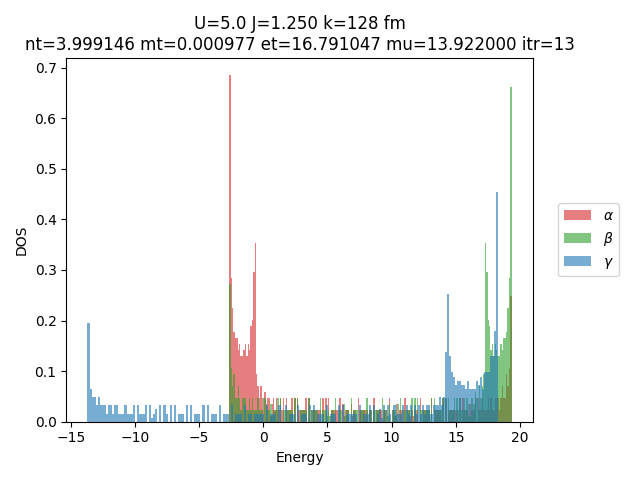 U=5.0 J=1.250 k=128 fm
nt=3.999146 mt=0.000977 et=16.791047 mu=13.922000 itr=13
0.7
0.6
0.5
0.4
0.3
0.2
0.1
0.0
DOS
−15
−10
−5
0
5
10
15
20
Energy
α
β
γ